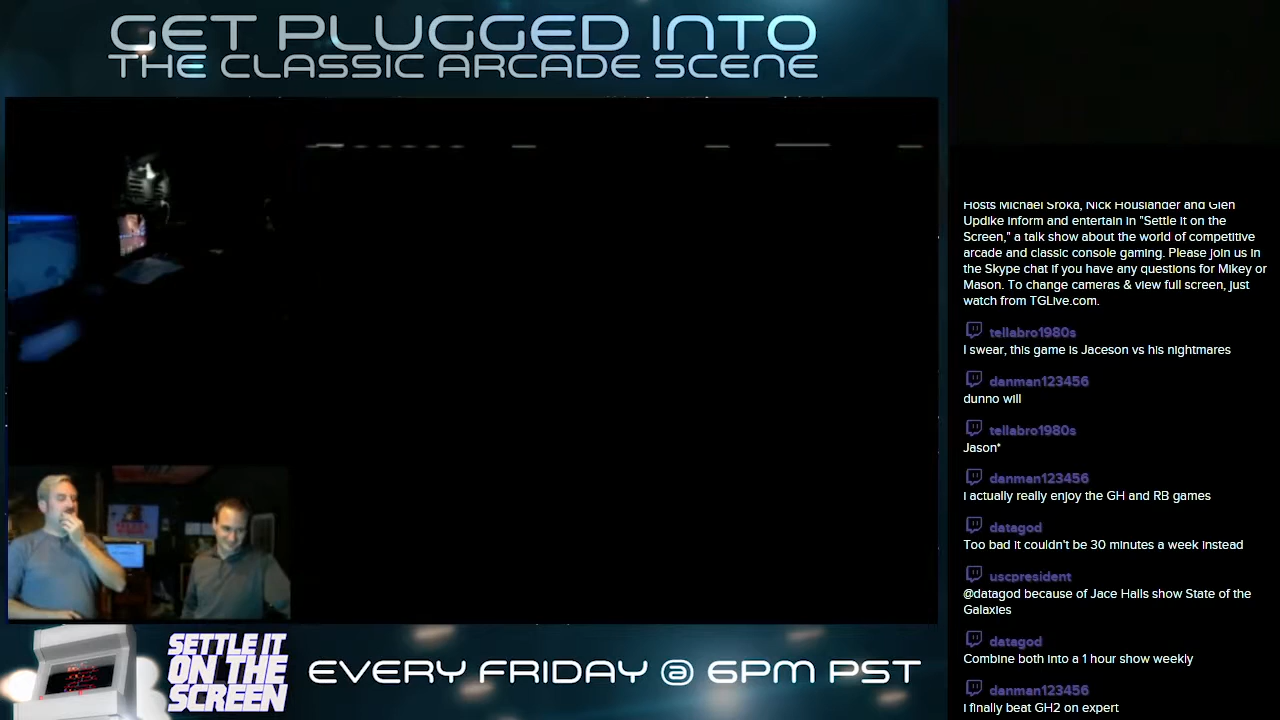 GET PLUGGED INTO
THE CLASSIC ARCADE SCENE
Hosts Michael Sroka, Nick Houslander and Glen
Updike inform and entertain in "Settle It on the
Screen," a talk show about the world of competitive
arcade and classic console gaming. Please join us in
the Skype chat if you have any questions for Mikey or
Mason. To change cameras & view full screen, just
watch from TGLive.com.
tellabro1980s
I swear, this game is Jaceson vs his nightmares
danman123456
dunno will
tellabro1980s
Jason*
danman123456
I actually really enjoy the GH and RB games
datagod
Too bad it couldn't be 30 minutes a week instead
uscpresident
@datagod because of Jace Halls show State of the
Galaxies
datagod
Combine both into a 1 hour show weekly
danman123456
I finally beat GH2 on expert
SETTLE IT
ON THE
SCREEN
EVERY FRIDAY @ 6PM PST